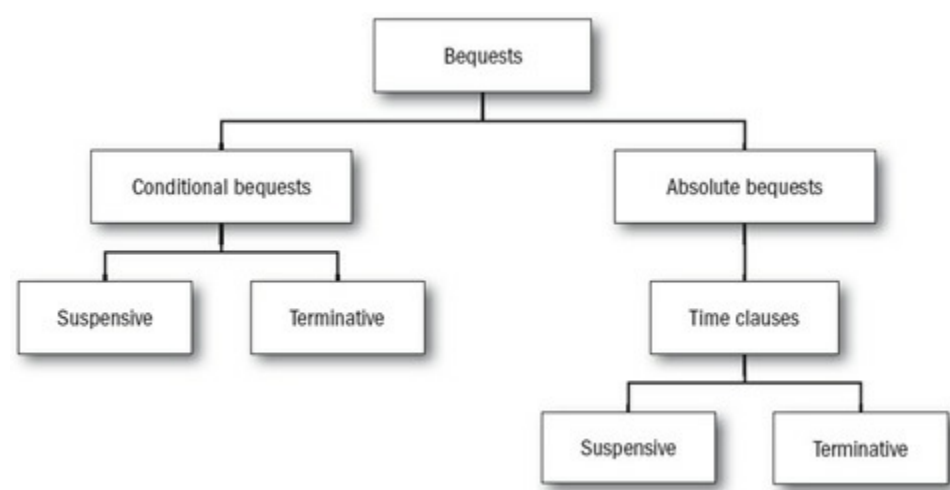 Bequests
Conditional bequests
Absolute bequests
Suspensive
Terminative
Time clauses
Suspensive
Terminative